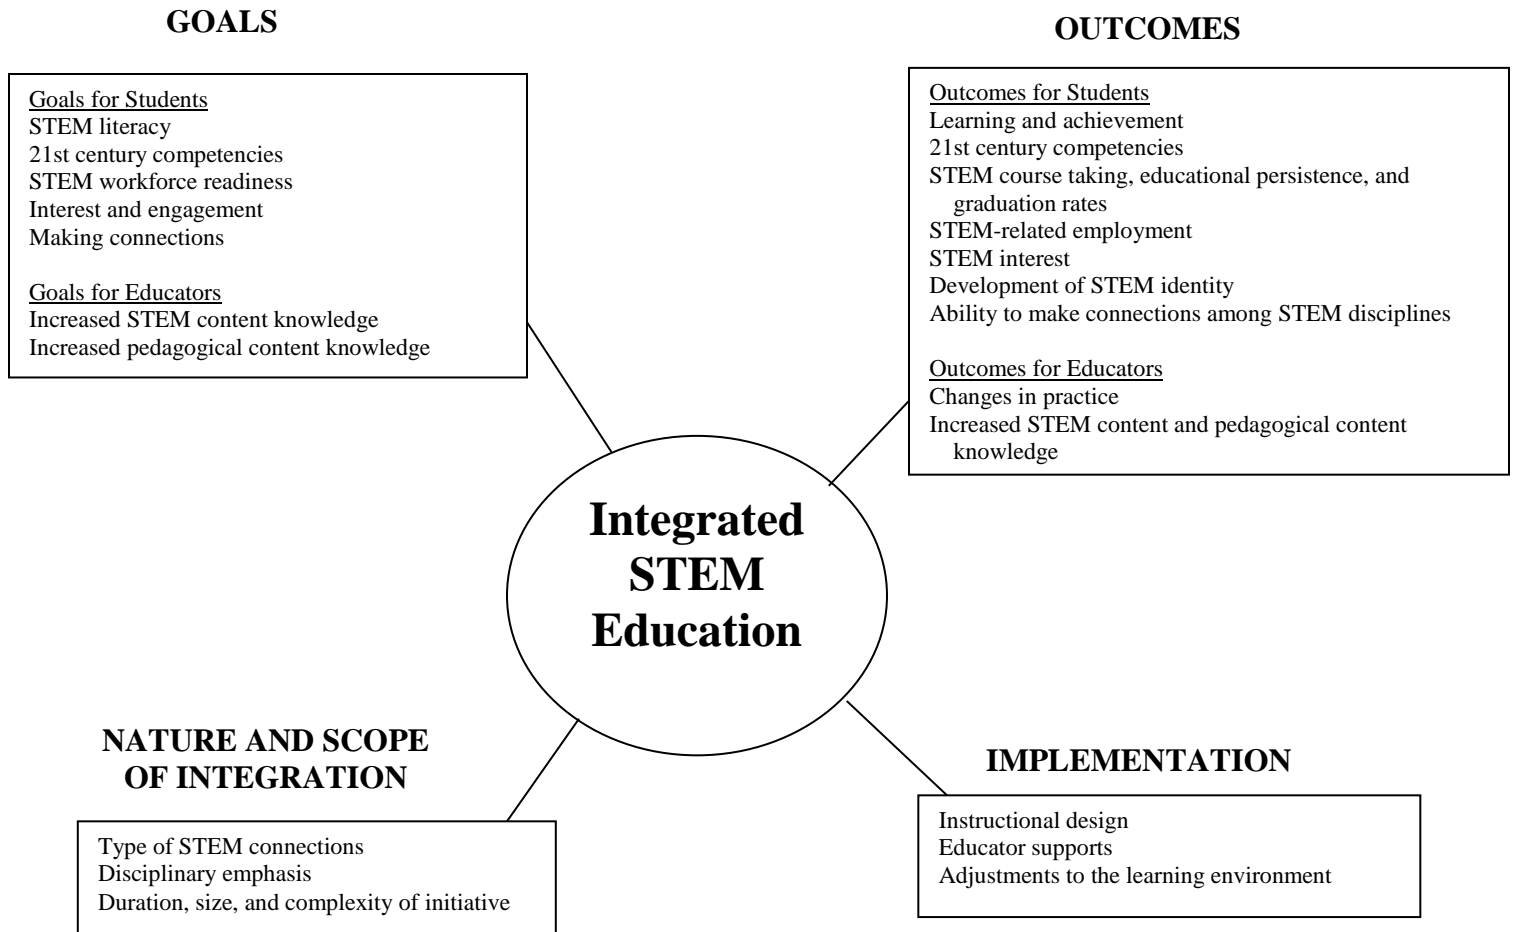 GOALS
Goals for Students
STEM literacy
21st century competencies
STEM workforce readiness
Interest and engagement
Making connections
Goals for Educators
Increased STEM content knowledge
Increased pedagogical content knowledge
OUTCOMES
Outcomes for Students
Learning and achievement
21st century competencies
STEM course taking, educational persistence, and
graduation rates
STEM-related employment
STEM interest
Development of STEM identity
Ability to make connections among STEM disciplines
Outcomes for Educators
Changes in practice
Increased STEM content and pedagogical content
knowledge
Integrated
STEM
Education
NATURE AND SCOPE
OF INTEGRATION
Type of STEM connections
Disciplinary emphasis
Duration, size, and complexity of initiative
IMPLEMENTATION
Instructional design
Educator supports
Adjustments to the learning environment